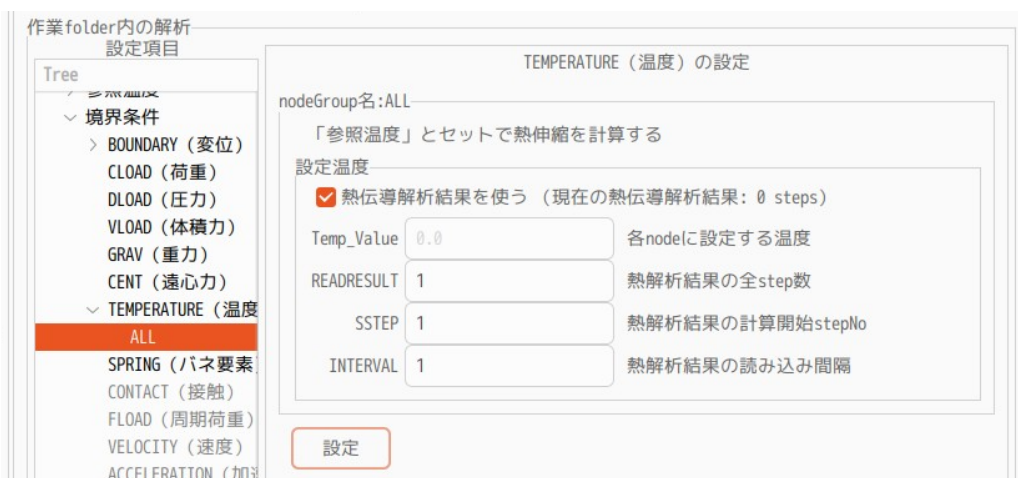 作業folder内の解析
設定項目
Tree
> 参照温度
境界条件
BOUNDARY (変位)
CLOAD (荷重)
DLOAD (圧力)
VLOAD (体積力)
GRAV (重力)
CENT (遠心力)
TEMPERATURE (温度
ALL
SPRING (バネ要素
CONTACT (接触)
FLOAD (周期荷重)
VELOCITY (速度)
ACCELERATION (加速
TEMPERATURE (温度) の設定
nodeGroup名:ALL
「参照温度」とセットで熱伸縮を計算する
設定温度
熱伝導解析結果を使う (現在の熱伝導解析結果: 0 steps)
Temp_Value 0.0 各nodeに設定する温度
READRESULT 1 熱解析結果の全step数
SSTEP 1 熱解析結果の計算開始stepNo
INTERVAL 1 熱解析結果の読み込み間隔
設定